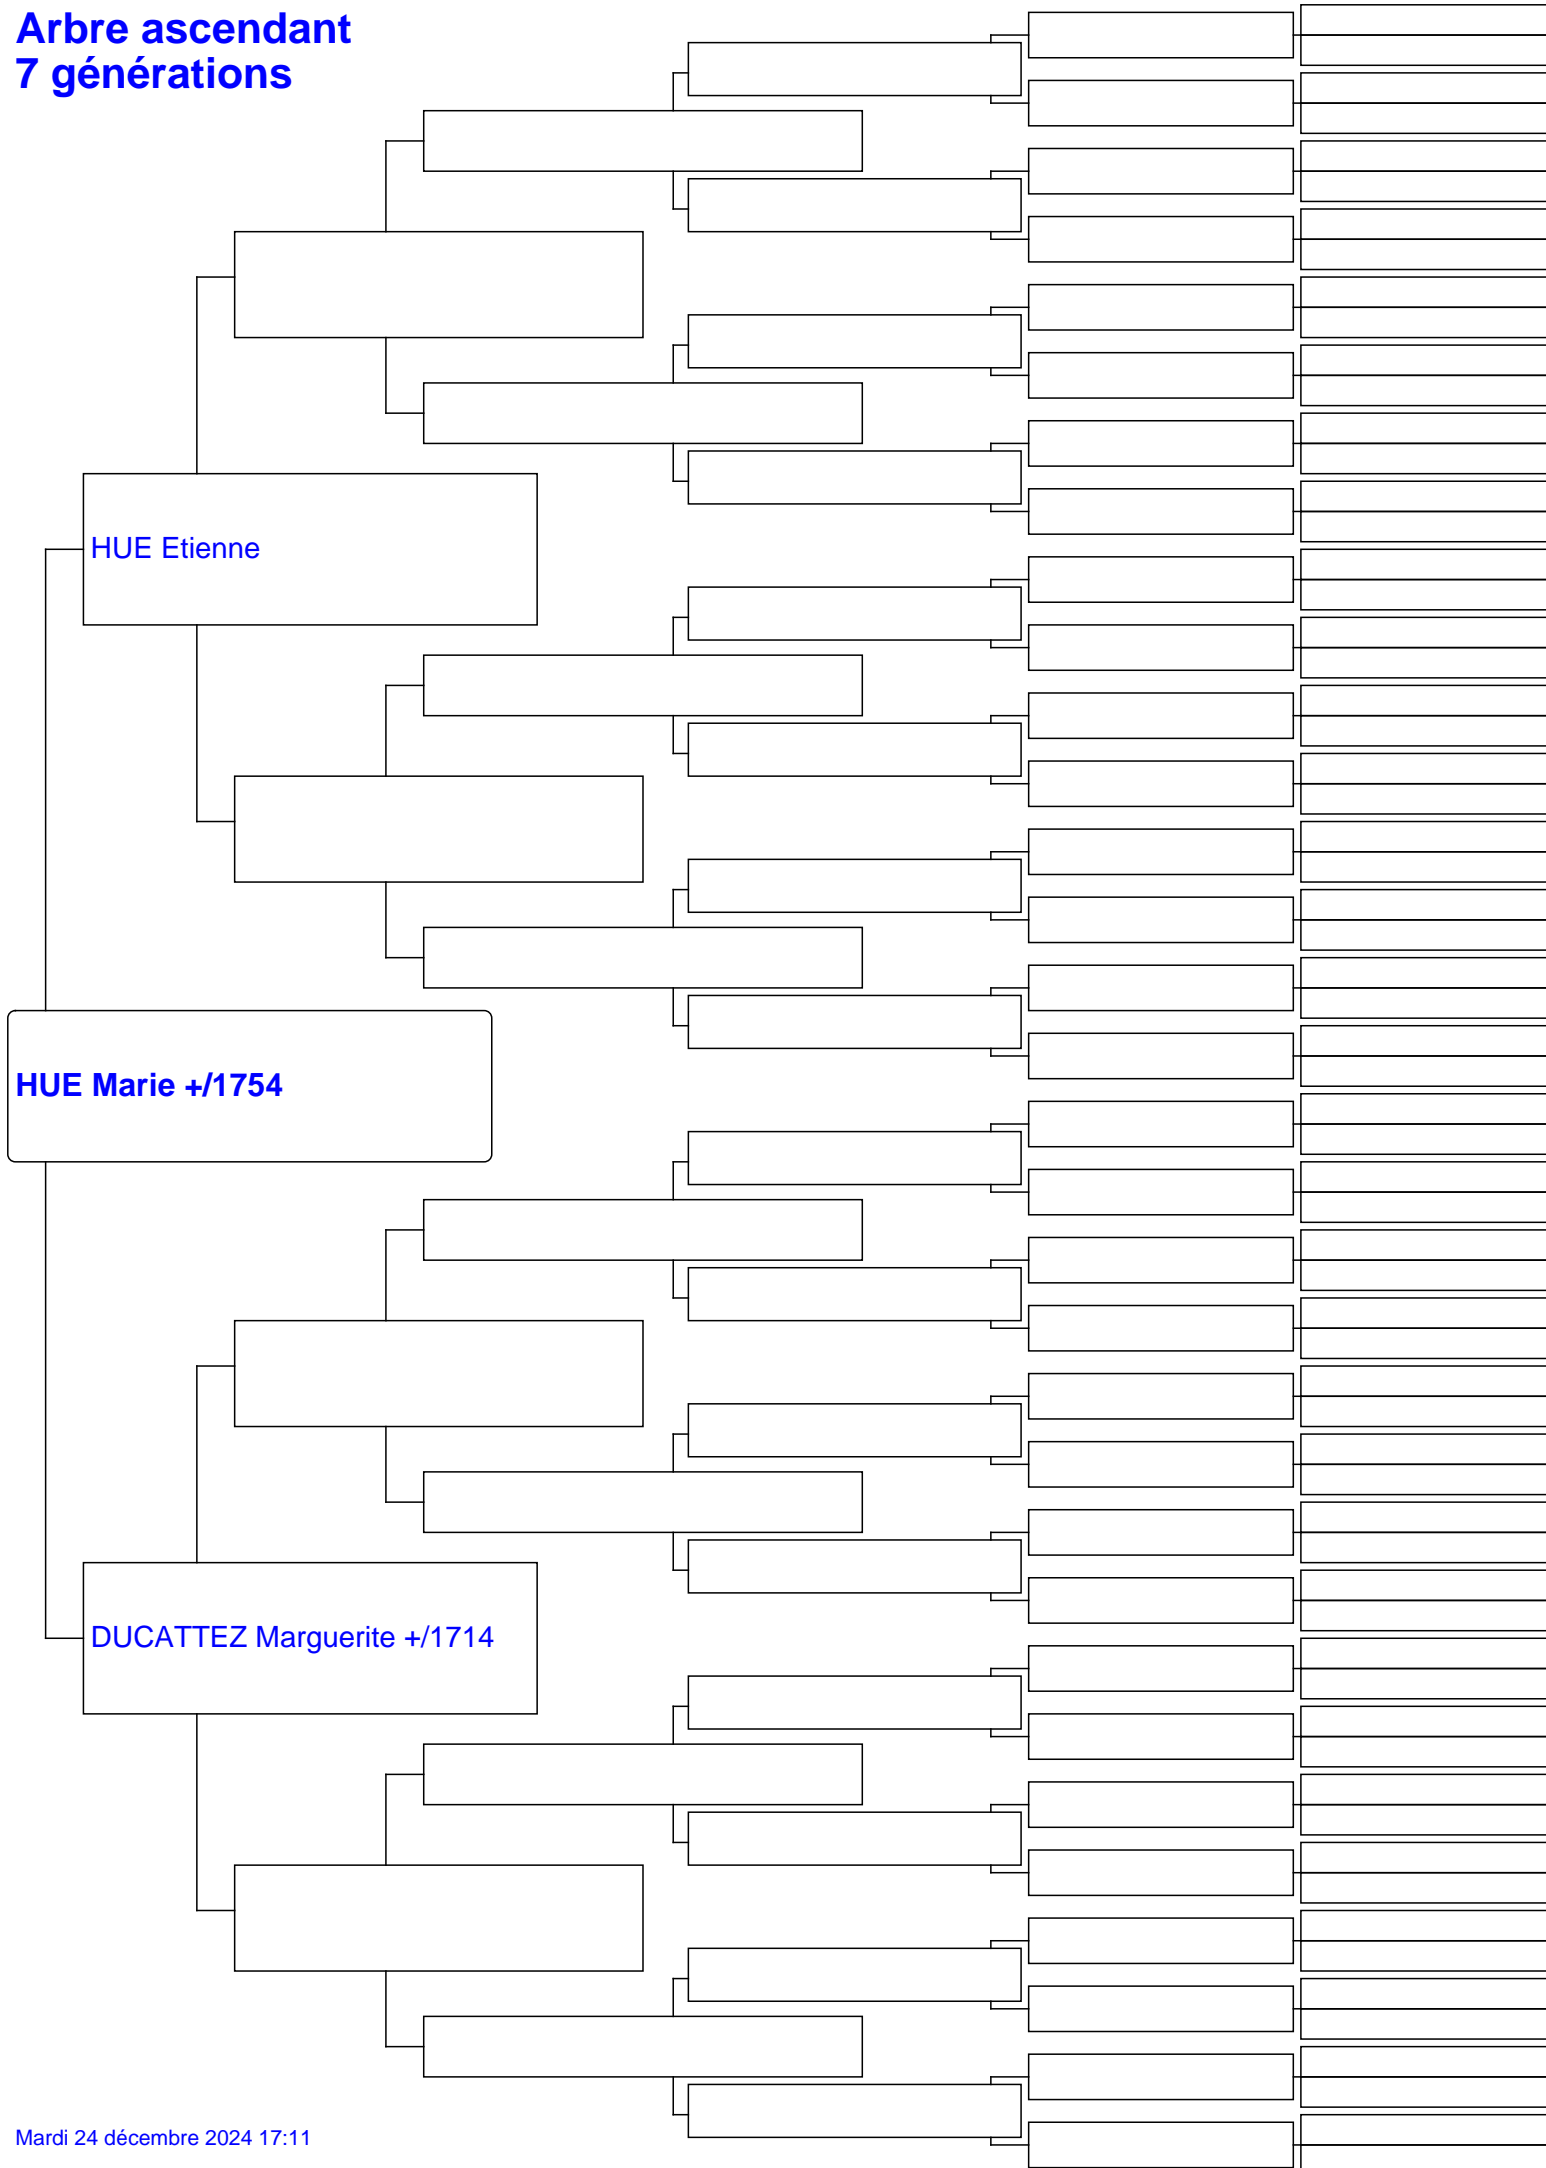 Arbre ascendant
7 générations
HUE Etienne
HUE Marie +/1754
DUCATTEZ Marguerite +/1714
Mardi 24 décembre 2024 17:11